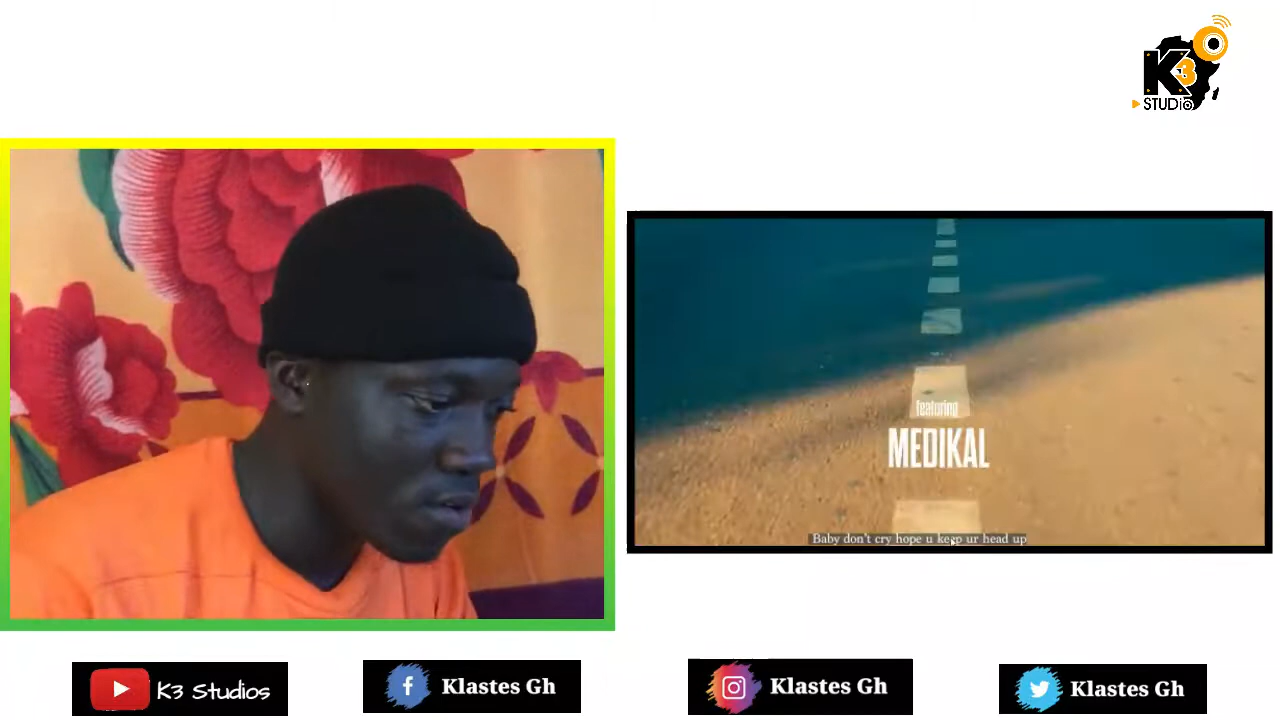 K3
STUDiO
featuring
MEDIKAL
Baby don't cry hope u keep ur head up
K3 Studios
Klastes Gh
Klastes Gh
Klastes Gh